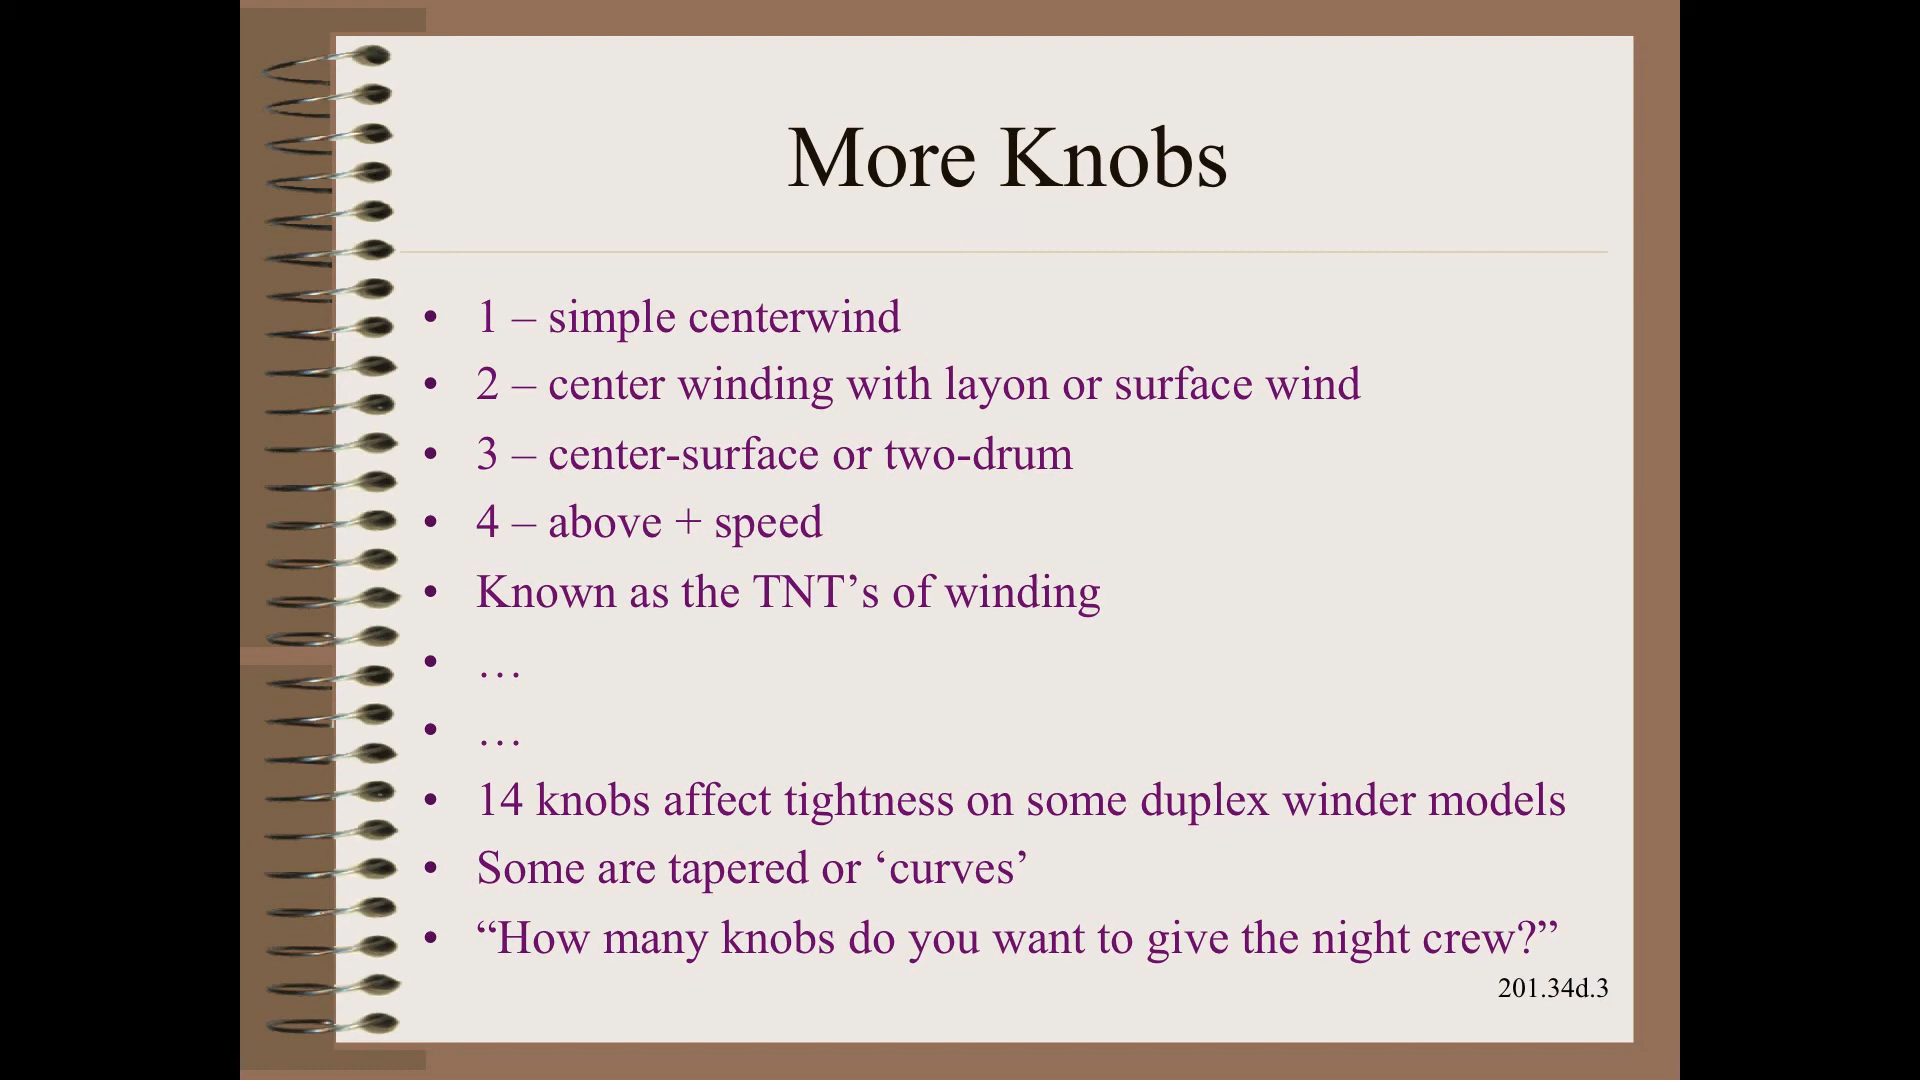 More Knobs
• 1 – simple centerwind
• 2 – center winding with layon or surface wind
• 3 – center-surface or two-drum
• 4 – above + speed
• Known as the TNT’s of winding
• …
• …
• 14 knobs affect tightness on some duplex winder models
• Some are tapered or ‘curves’
• “How many knobs do you want to give the night crew?”
201.34d.3